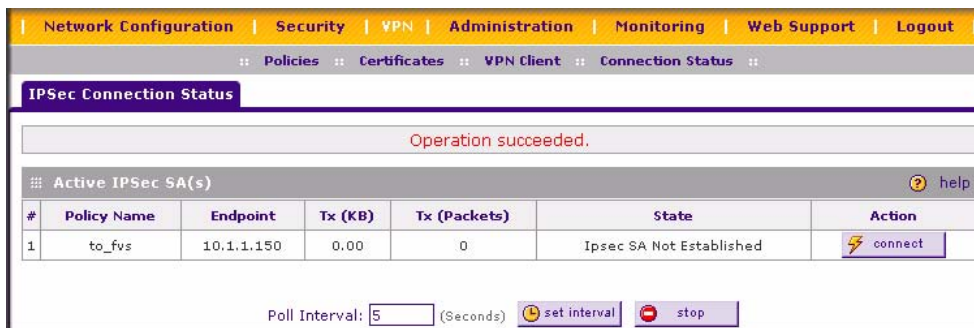 Network Configuration | Security | VPN | Administration | Monitoring | Web Support | Logout
:: Policies :: Certificates :: VPN Client :: Connection Status ::
IPSec Connection Status
Operation succeeded.
Active IPSec SA(s) help
# Policy Name Endpoint Tx (KB) Tx (Packets) State Action
1 to_fvs 10.1.1.150 0.00 0 Ipsec SA Not Established connect
Poll Interval: 5 (Seconds) set interval stop